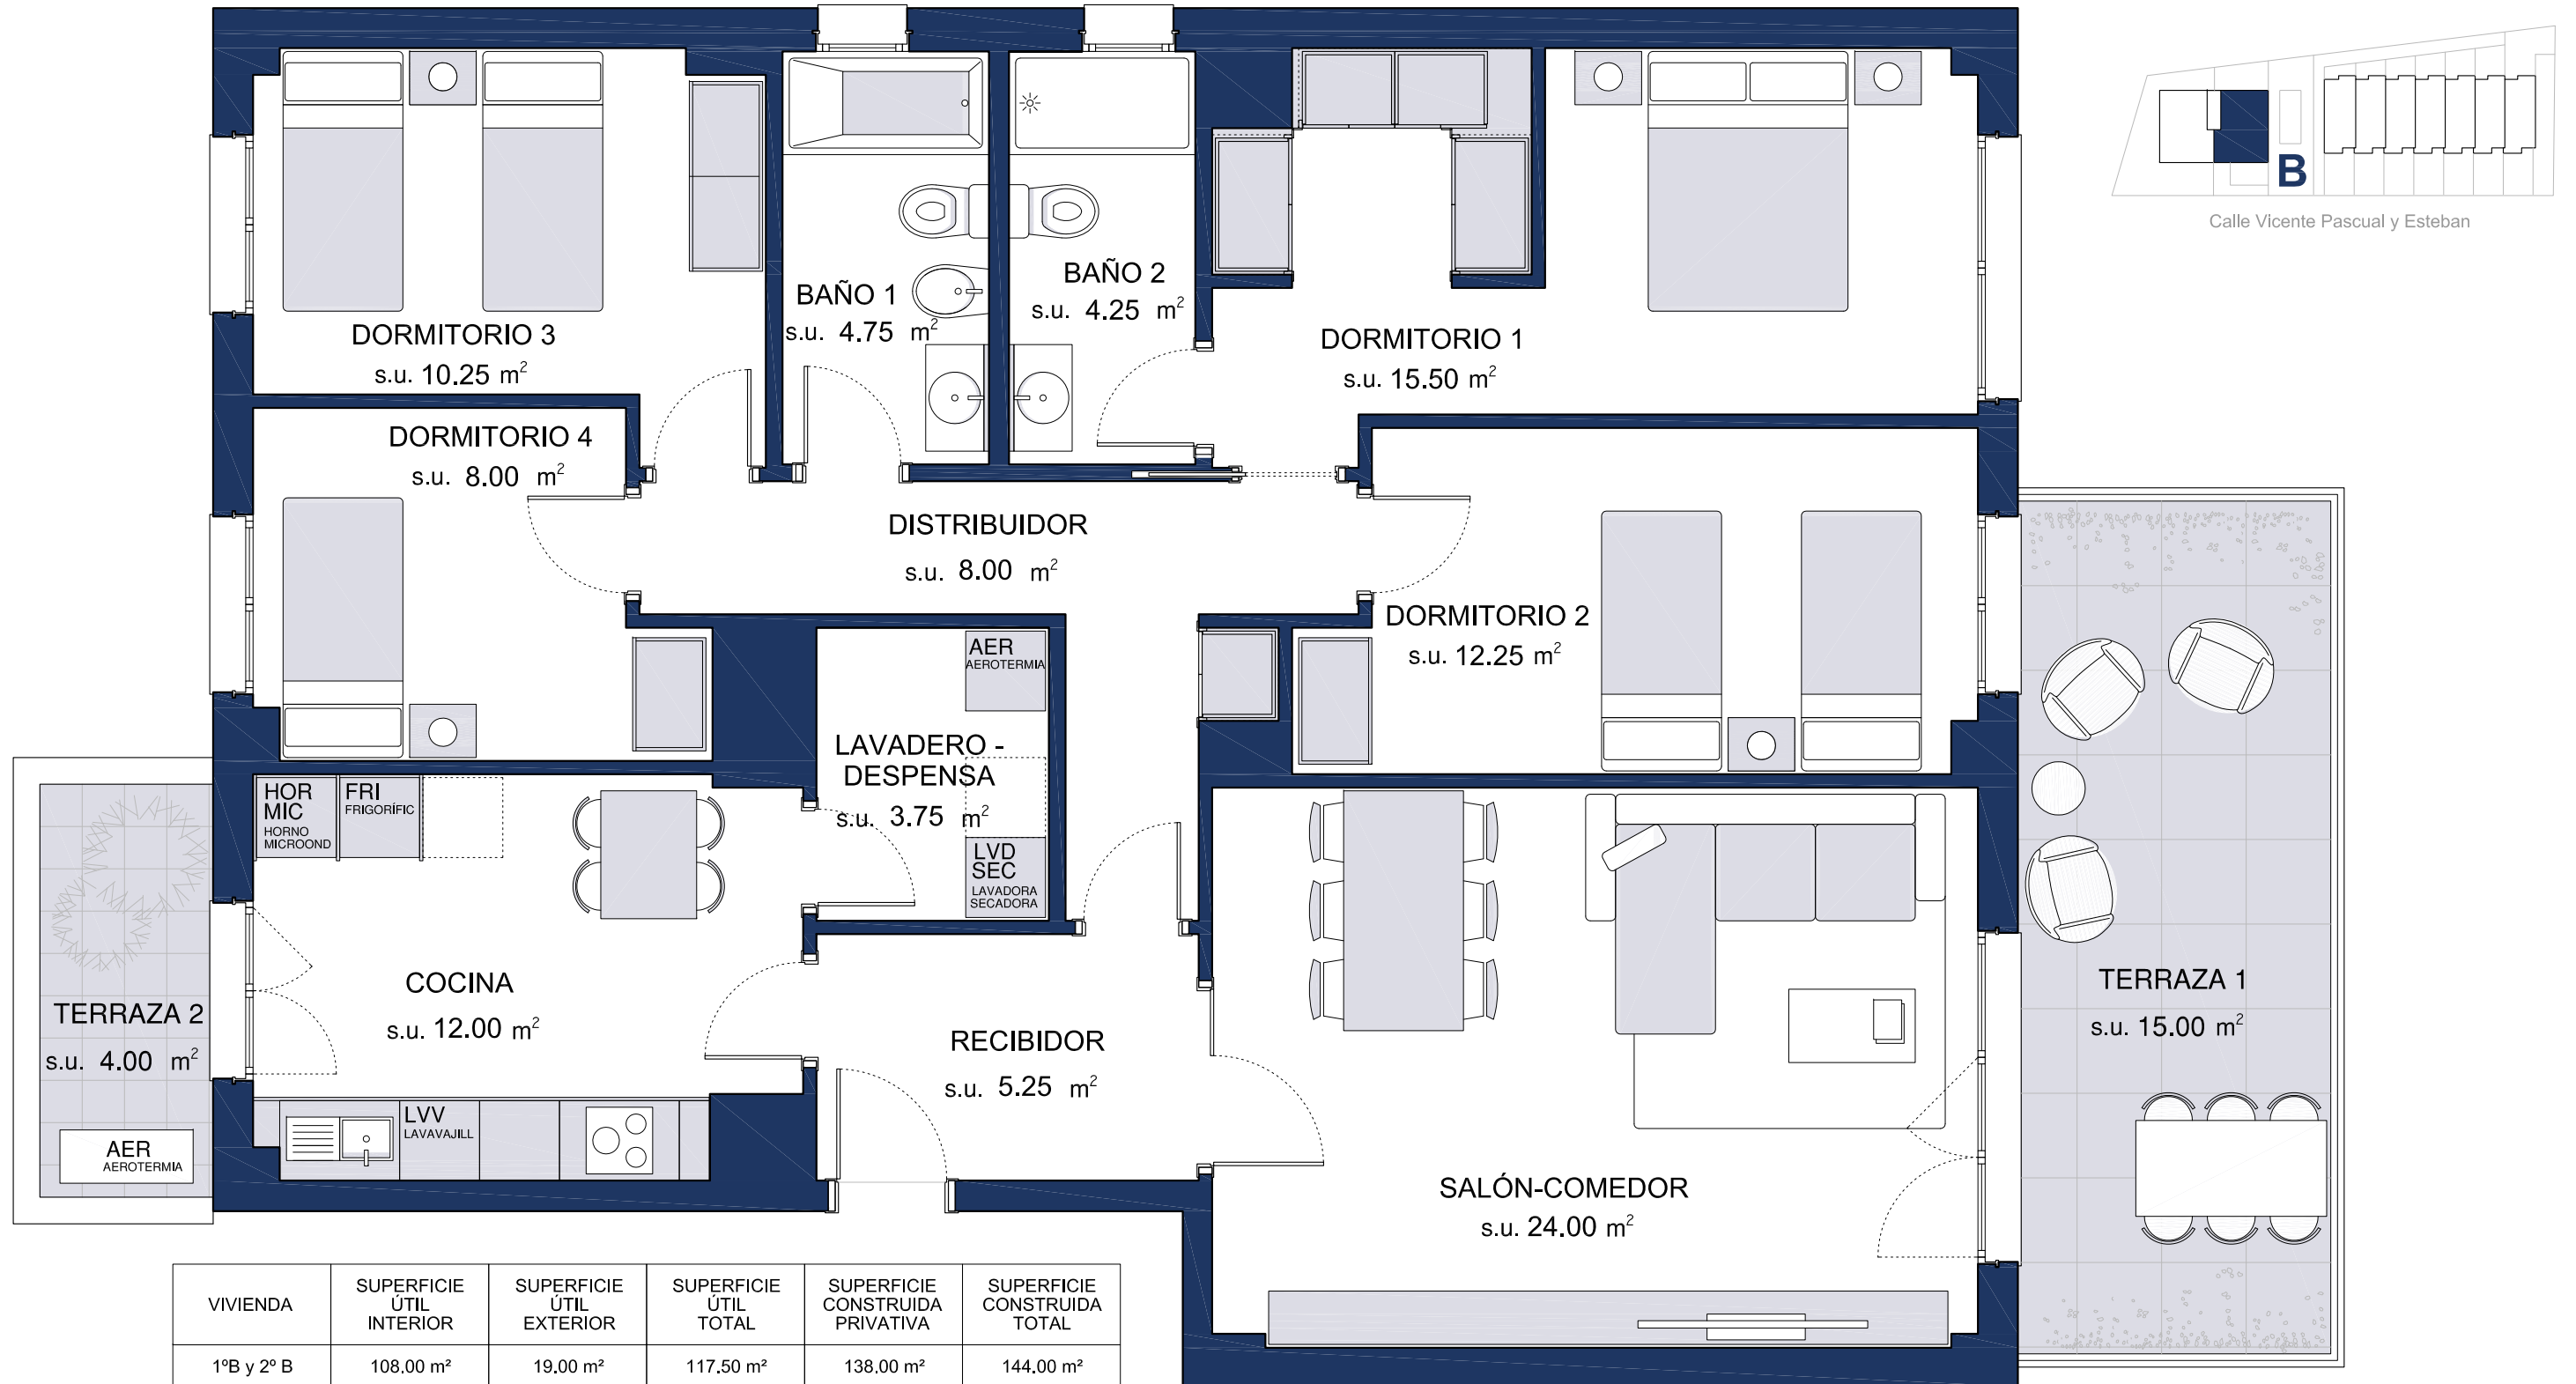 Calle Vicente Pascual y Esteban
B
DORMITORIO 3
s.u. 10.25 m²
BAÑO 1
s.u. 4.75 m²
BAÑO 2
s.u. 4.25 m²
DORMITORIO 1
s.u. 15.50 m²
DORMITORIO 4
s.u. 8.00 m²
DISTRIBUIDOR
s.u. 8.00 m²
DORMITORIO 2
s.u. 12.25 m²
AER
AEROTERMIA
LAVADERO -
DESPENSA
s.u. 3.75 m²
LVD
SEC
LAVADORA
SECADORA
HOR
MIC
HORNO
MICROOND
FRI
FRIGORÍFIC
COCINA
s.u. 12.00 m²
TERRAZA 2
s.u. 4.00 m²
AER
AEROTERMIA
LVV
LAVAVAJILL
RECIBIDOR
s.u. 5.25 m²
SALÓN-COMEDOR
s.u. 24.00 m²
TERRAZA 1
s.u. 15.00 m²
VIVIENDA
SUPERFICIE
ÚTIL
INTERIOR
SUPERFICIE
ÚTIL
EXTERIOR
SUPERFICIE
ÚTIL
TOTAL
SUPERFICIE
CONSTRUIDA
PRIVATIVA
SUPERFICIE
CONSTRUIDA
TOTAL
1ºB y 2º B
108.00 m²
19.00 m²
117.50 m²
138.00 m²
144.00 m²